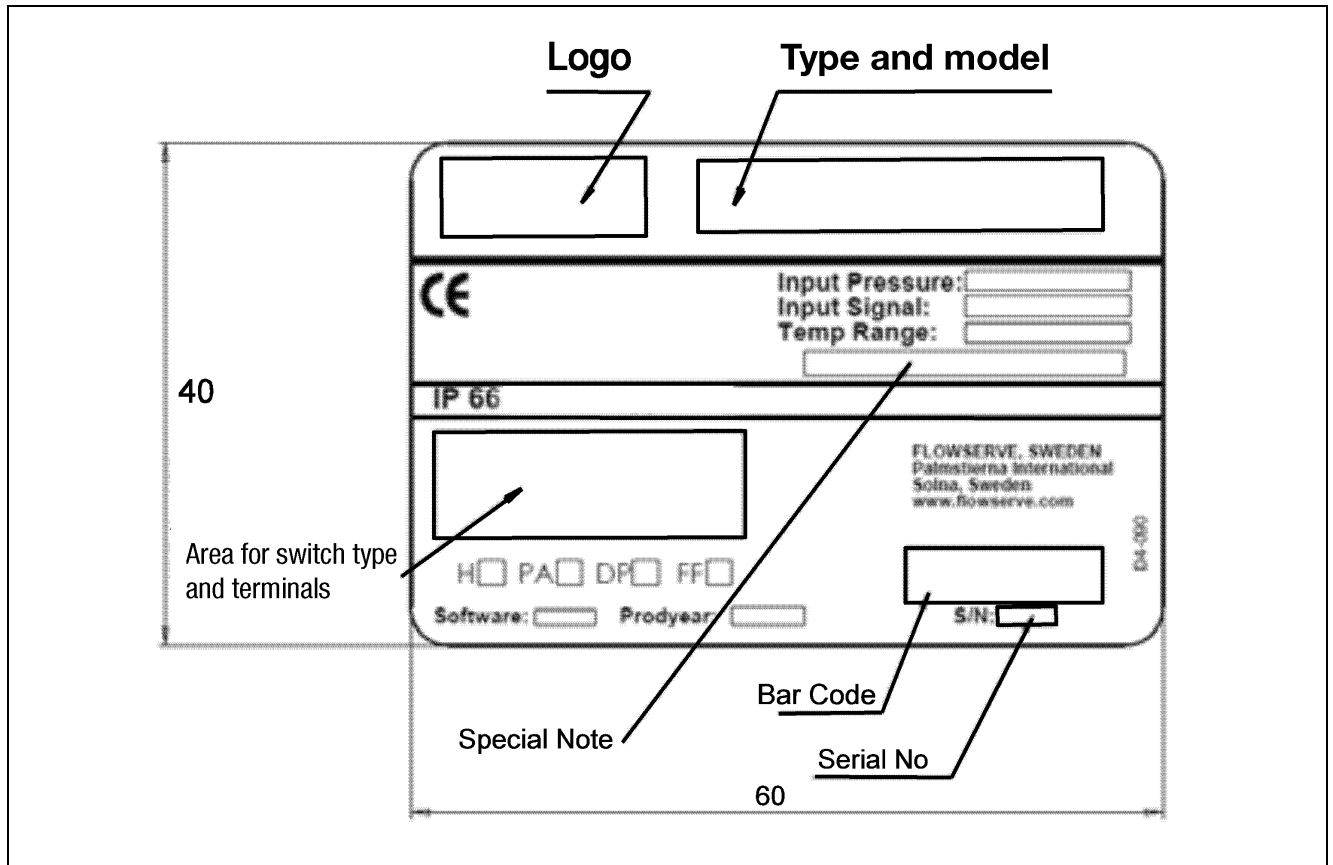 Logo
Type and model
CE
Input Pressure:
Input Signal:
Temp Range:
40
IP 66
FLOWSERVE, SWEDEN
Palmstierna International
Solna, Sweden
www.flowserve.com
D4-090
Area for switch type
and terminals
H PA DP FF
Software: Prodyear: S/N:
Bar Code
Special Note
Serial No
60